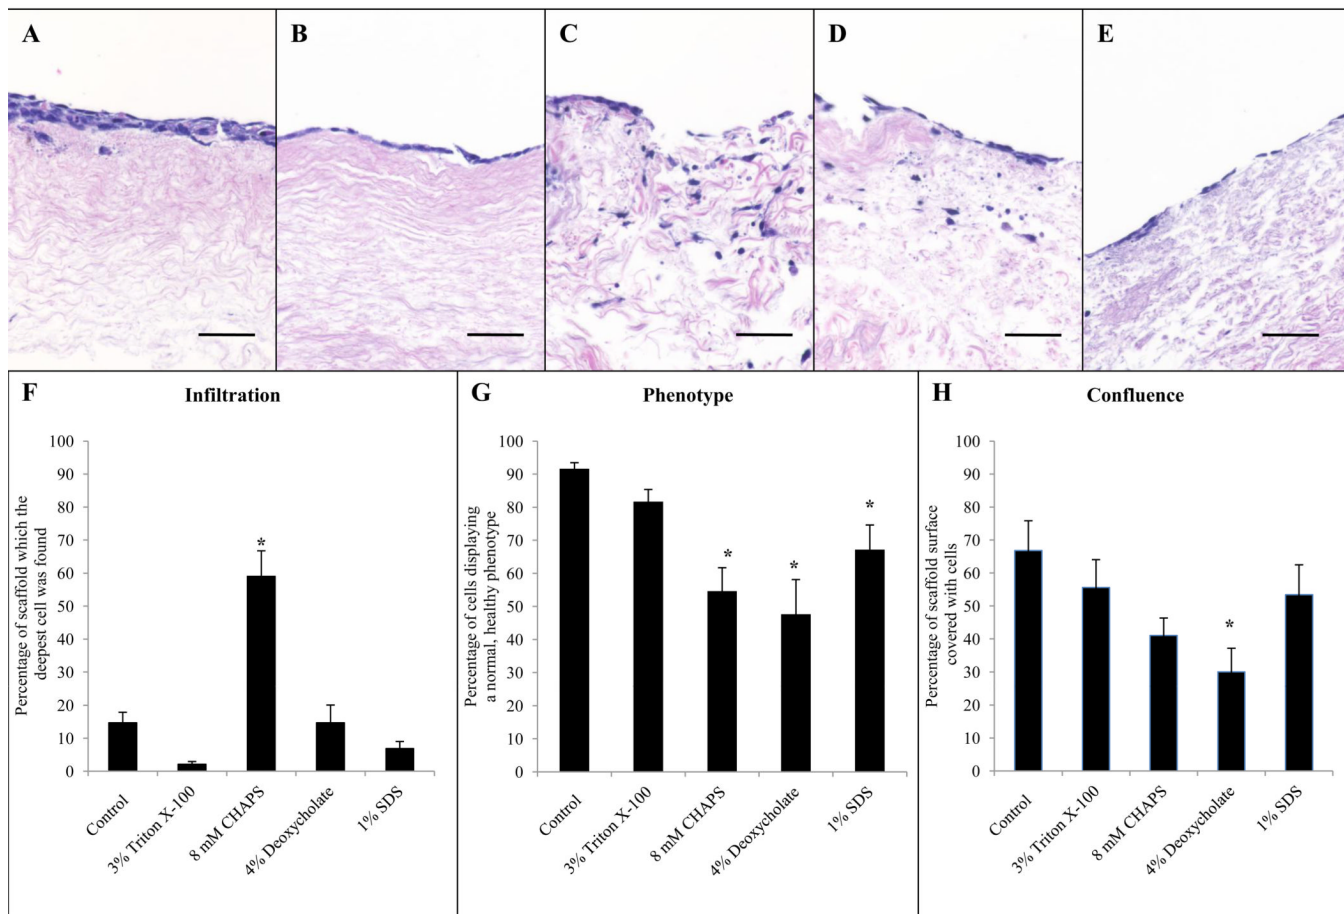 A
B
C
D
E
F
Infiltration
Percentage of scaffold which the
deepest cell was found
100
90
80
70
60
50
40
30
20
10
0
*
Control
3% Triton X-100
8 mM CHAPS
4% Deoxycholate
1% SDS
G
Phenotype
Percentage of cells displaying
a normal, healthy phenotype
100
90
80
70
60
50
40
30
20
10
0
*
*
*
Control
3% Triton X-100
8 mM CHAPS
4% Deoxycholate
1% SDS
H
Confluence
Percentage of scaffold surface
covered with cells
100
90
80
70
60
50
40
30
20
10
0
*
Control
3% Triton X-100
8 mM CHAPS
4% Deoxycholate
1% SDS